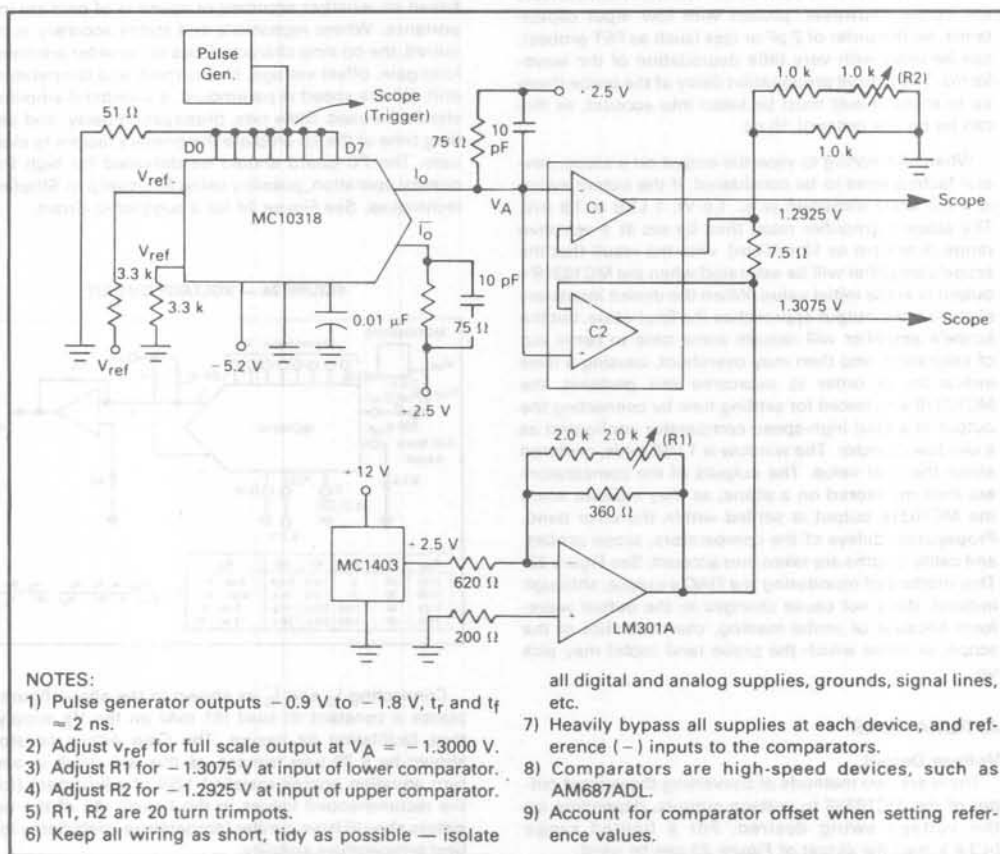 Pulse
Gen.
Scope
(Trigger)
51 Ω
D0
D7
Vref
MC10318
Vref
3.3 k
3.3 k
Vref
- 5.2 V
0.01 μF
Io
Io
75 Ω
10
pF
- 2.5 V
VA
C1
C2
10 pF
75 Ω
- 2.5 V
1.0 k
1.0 k
(R2)
1.0 k
Scope
1.2925 V
7.5 Ω
1.3075 V
Scope
2.0 k
2.0 k
(R1)
360 Ω
+ 12 V
MC1403
+ 2.5 V
620 Ω
200 Ω
LM301A
NOTES:
1) Pulse generator outputs − 0.9 V to − 1.8 V, tr and tf
= 2 ns.
2) Adjust vref for full scale output at VA = − 1.3000 V.
3) Adjust R1 for − 1.3075 V at input of lower comparator.
4) Adjust R2 for -1.2925 V at input of upper comparator.
5) R1, R2 are 20 turn trimpots.
6) Keep all wiring as short, tidy as possible — isolate
all digital and analog supplies, grounds, signal lines,
etc.
7) Heavily bypass all supplies at each device, and ref-
erence (−) inputs to the comparators.
8) Comparators are high-speed devices, such as
AM687ADL.
9) Account for comparator offset when setting refer-
ence values.